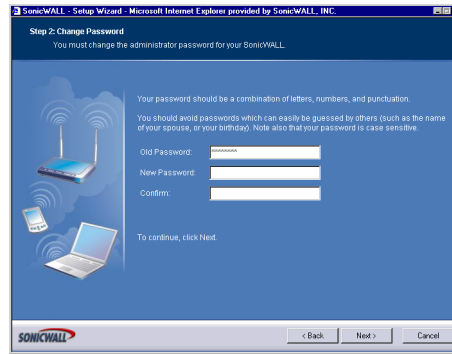 SonicWALL - Setup Wizard - Microsoft Internet Explorer provided by SonicWALL, INC.
Step 2: Change Password
You must change the administrator password for your SonicWALL.
Your password should be a combination of letters, numbers, and punctuation.
You should avoid passwords which can easily be guessed by others (such as the name
of your spouse, or your birthday). Note also that your password is case sensitive.
Old Password:
New Password:
Confirm:
To continue, click Next.
SONICWALL
< Back
Next >
Cancel